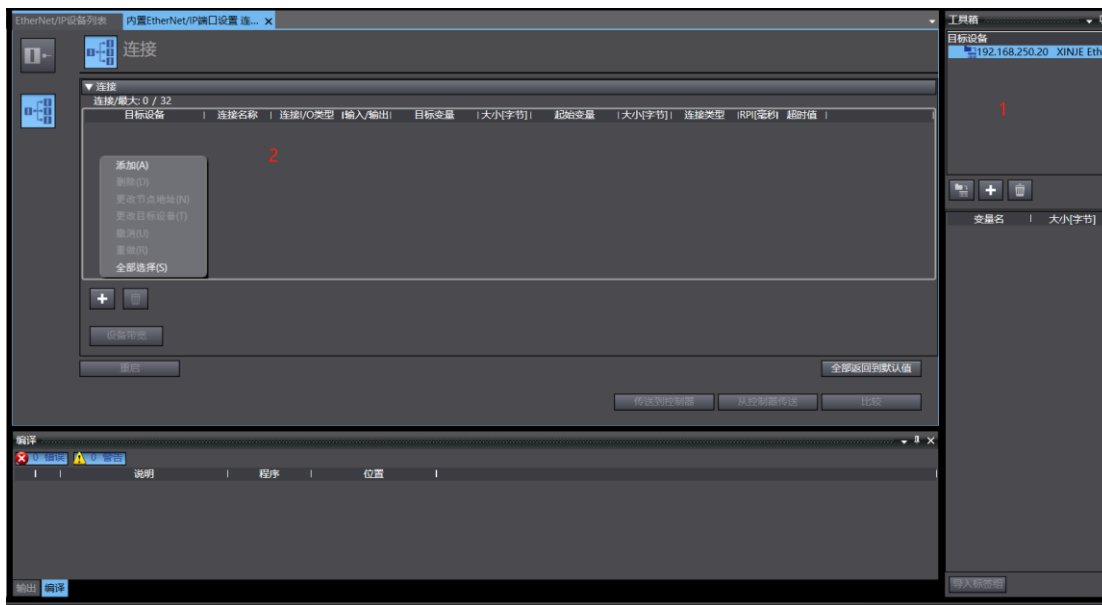 EtherNet/IP设备列表 内置EtherNet/IP端口设置 连... ×
工具箱
目标设备
192.168.250.20 XINJE Eth
连接
▼连接
连接/最大: 0 / 32
目标设备 连接名称 连接I/O类型 输入/输出 目标变量 大小[字节] 起始变量 大小[字节] 连接类型 RPI[毫秒] 超时值
1
2
添加(A)
删除(D)
更改节点地址(N)
更改目标设备(T)
撤消(U)
重做(R)
全部选择(S)
变量名 大小[字节]
设备带宽
重启 全部返回到默认值
传送到控制器 从控制器传送 比较
编译
0 错误 0 警告
说明 程序 位置
输出 编译
导入标签组